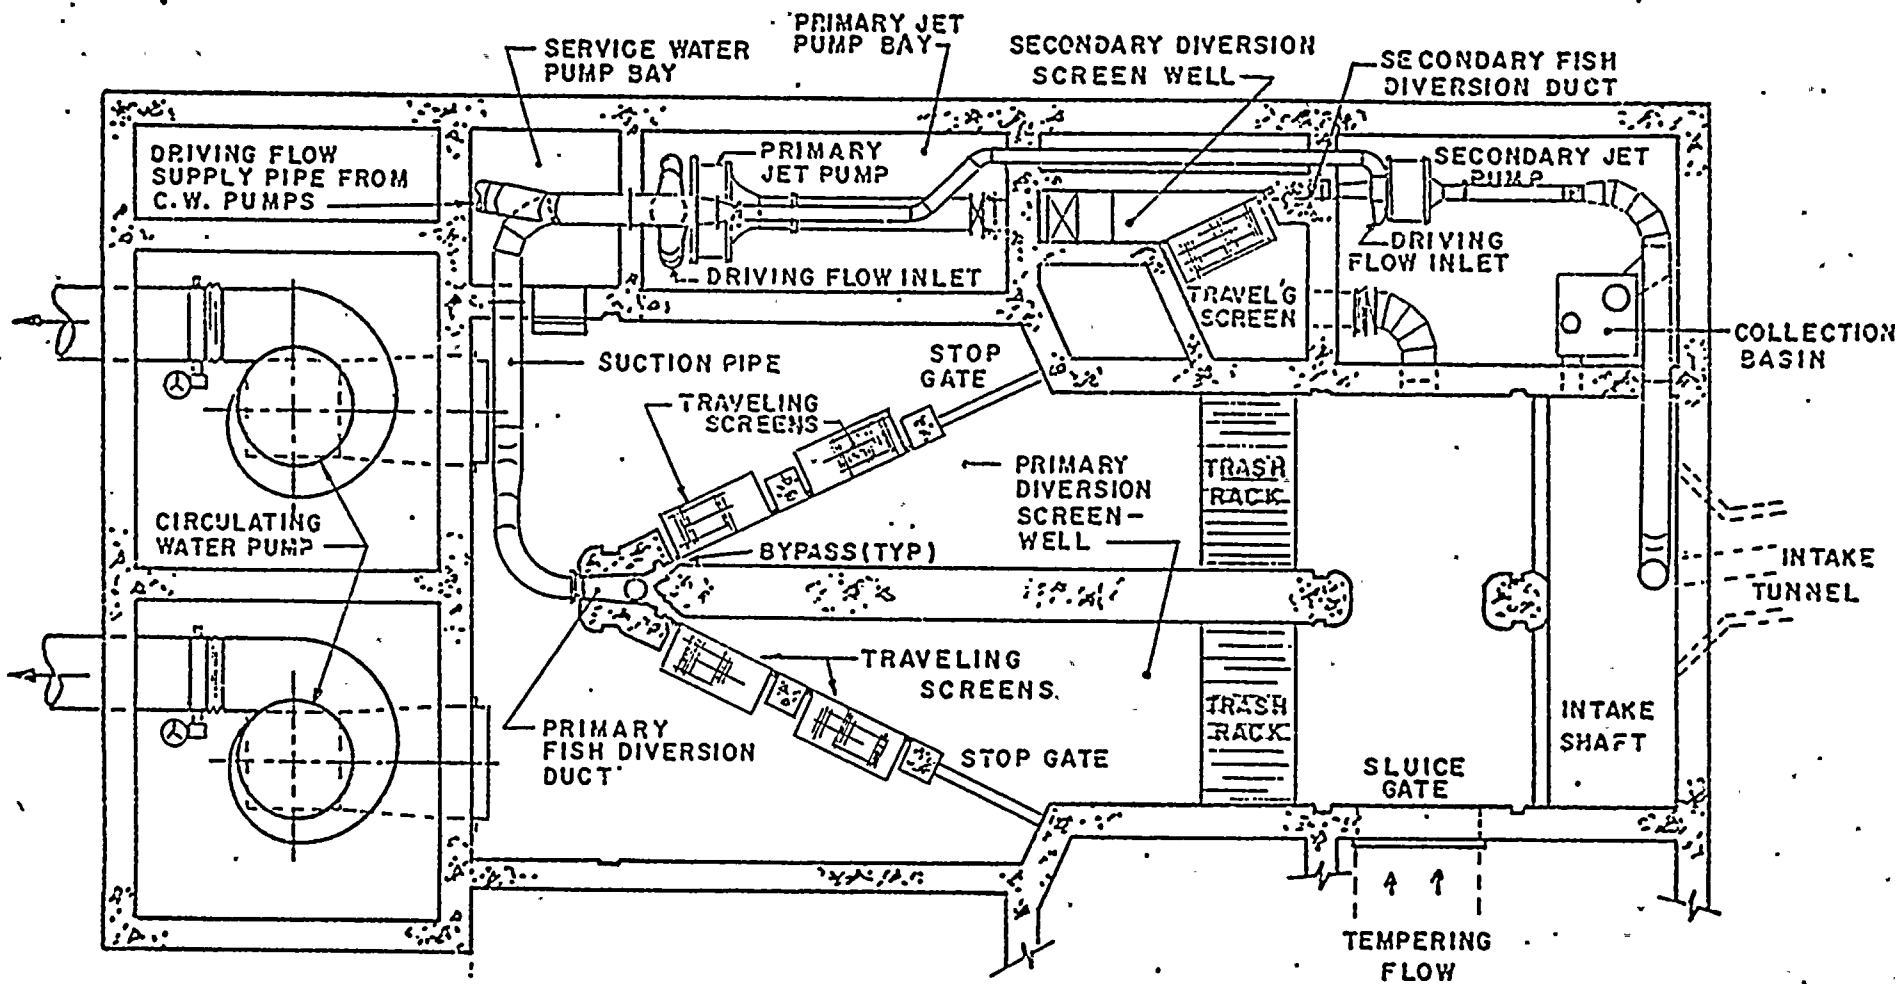 PRIMARY JET
PUMP BAY
SERVICE WATER
PUMP BAY
SECONDARY DIVERSION
SCREEN WELL
SECONDARY FISH
DIVERSION DUCT
DRIVING FLOW
SUPPLY PIPE FROM
C.W. PUMPS
PRIMARY
JET PUMP
SECONDARY JET
PUMP
DRIVING FLOW INLET
DRIVING
FLOW INLET
TRAVEL'G
SCREEN
COLLECTION
BASIN
SUCTION PIPE
STOP
GATE
TRAVELING
SCREENS
PRIMARY
DIVERSION
SCREEN-
WELL
TRASH
RACK
CIRCULATING
WATER PUMP
BYPASS (TYP)
INTAKE
TUNNEL
TRAVELING
SCREENS.
PRIMARY
FISH DIVERSION
DUCT
STOP GATE
TRASH
RACK
INTAKE
SHAFT
SLUICE
GATE
TEMPERING
FLOW